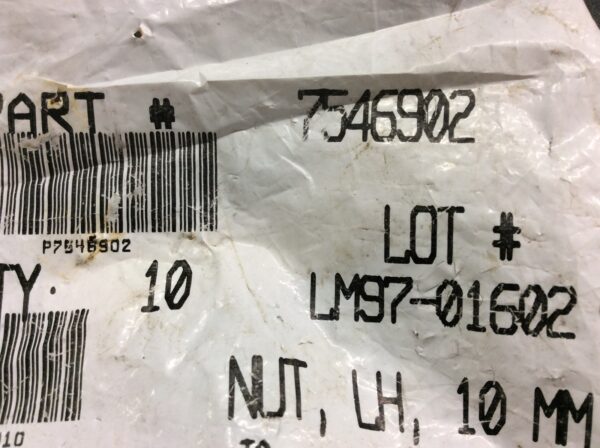 PART # 7546902
P7546902
LOT #
TY. 10
LM97-01602
NUT, LH, 10 MM